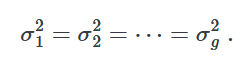 σ₁² = σ₂² = ⋯ = σ_g² .